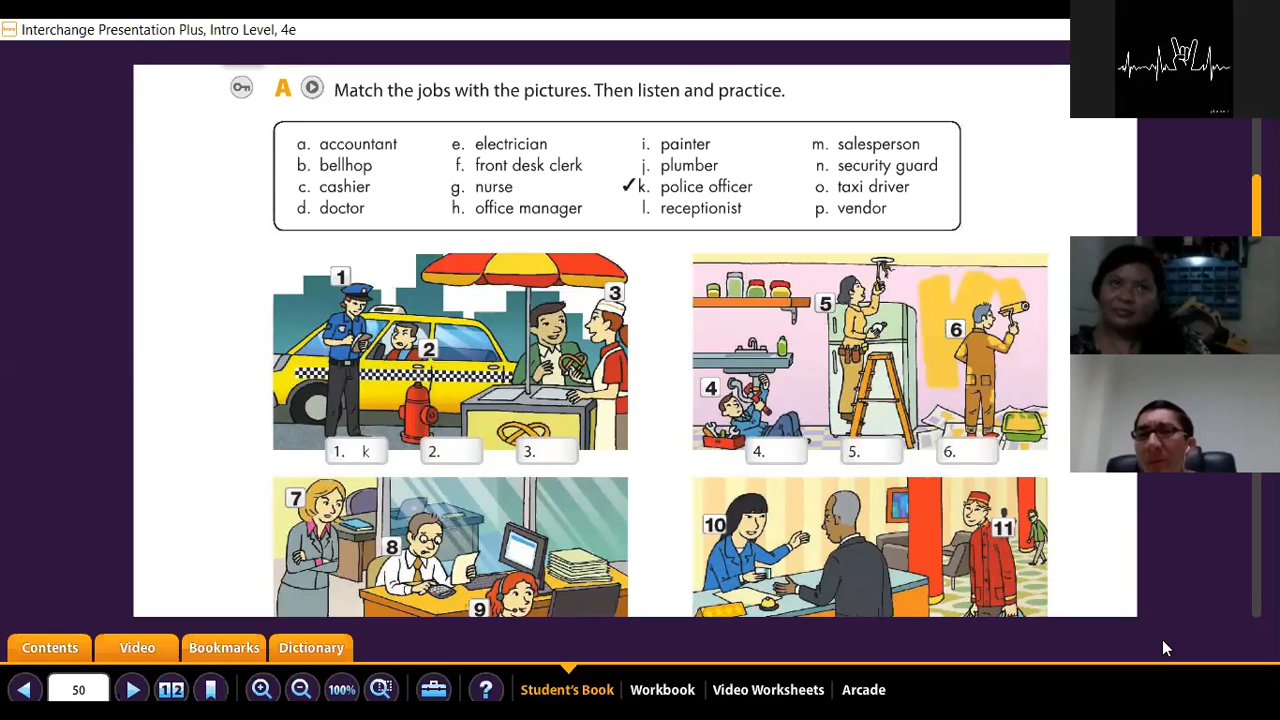 Interchange Presentation Plus, Intro Level, 4e
A Match the jobs with the pictures. Then listen and practice.
a. accountant
b. bellhop
c. cashier
d. doctor
e. electrician
f. front desk clerk
g. nurse
h. office manager
i. painter
j. plumber
✓k. police officer
l. receptionist
m. salesperson
n. security guard
o. taxi driver
p. vendor
1
2
3
1. k
2.
3.
4
5
6
4.
5.
6.
7
8
9
10
11
Contents Video Bookmarks Dictionary
50 12 100% ? Student's Book Workbook Video Worksheets Arcade